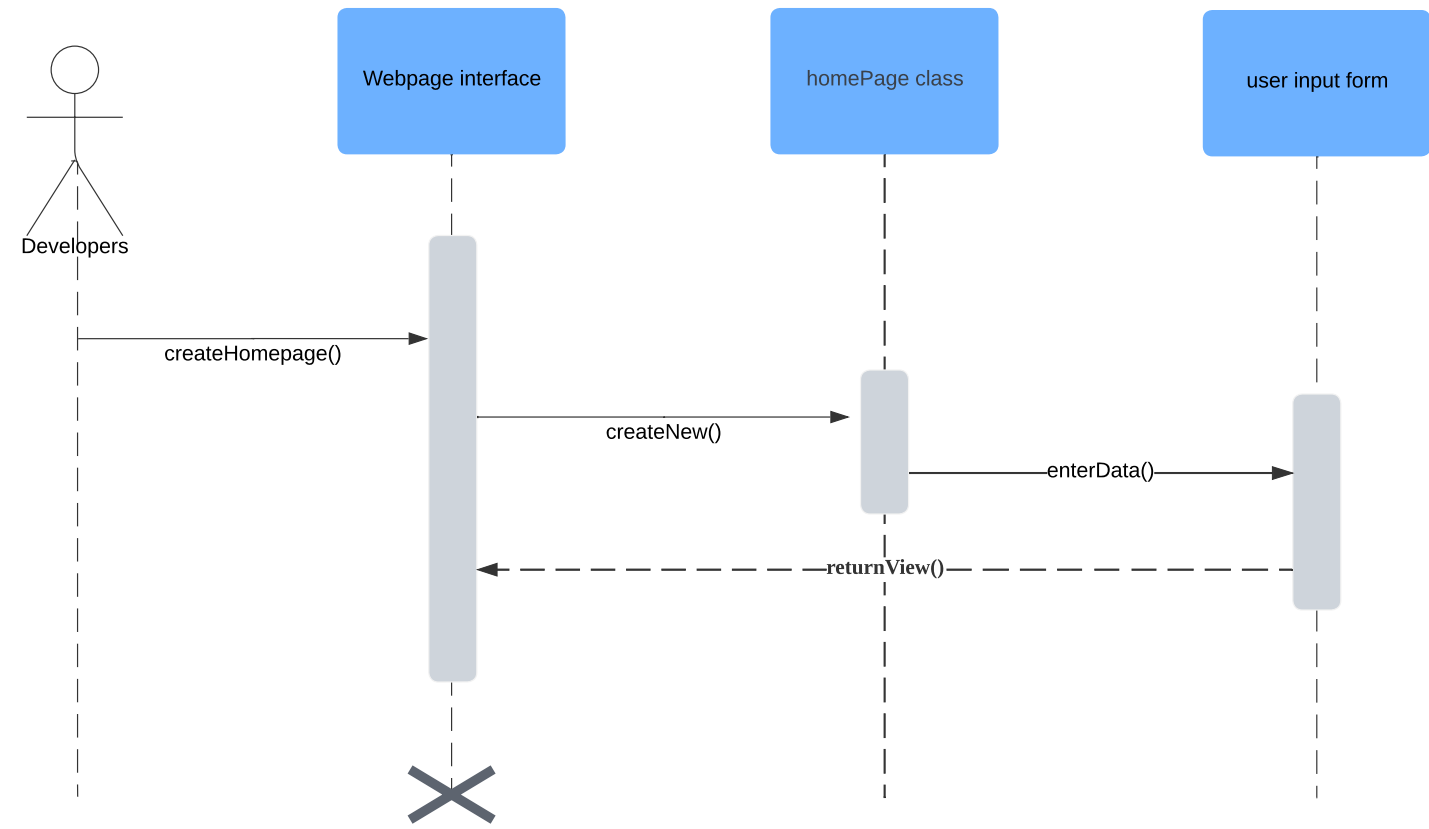 Webpage interface
homePage class
user input form
Developers
createHomepage()
createNew()
enterData()
returnView()